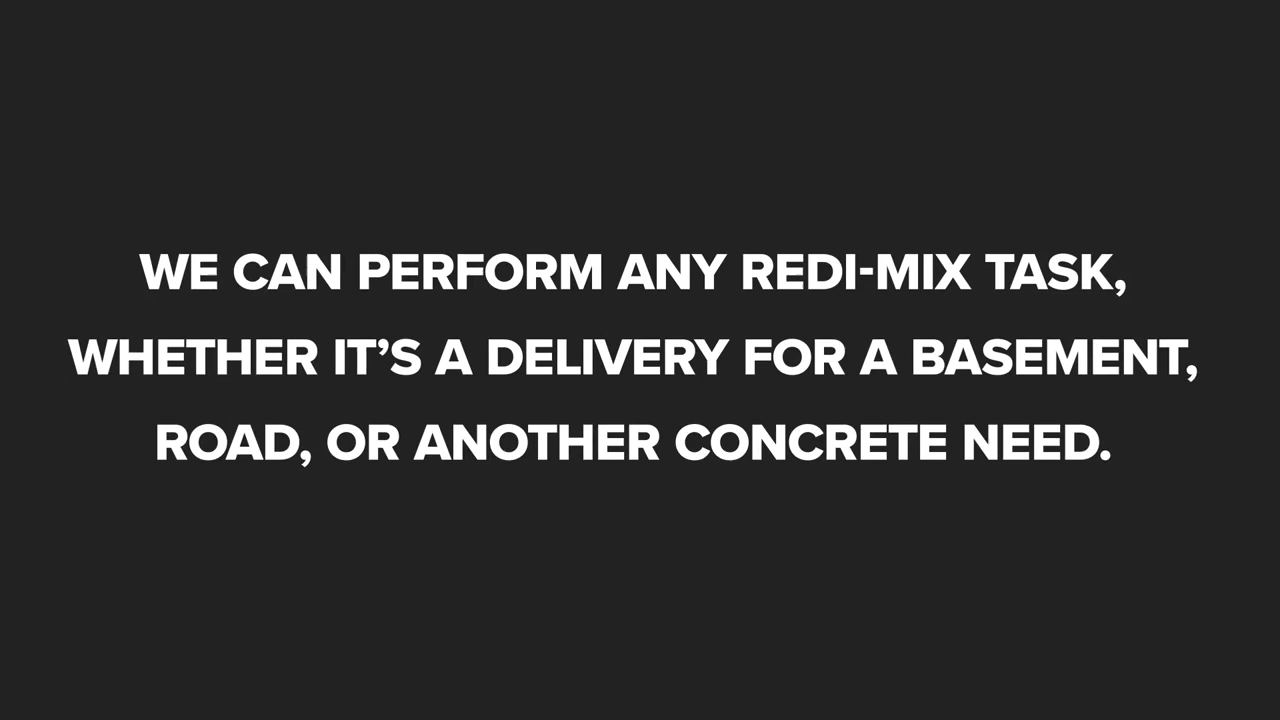 WE CAN PERFORM ANY REDI-MIX TASK,
WHETHER IT’S A DELIVERY FOR A BASEMENT,
ROAD, OR ANOTHER CONCRETE NEED.